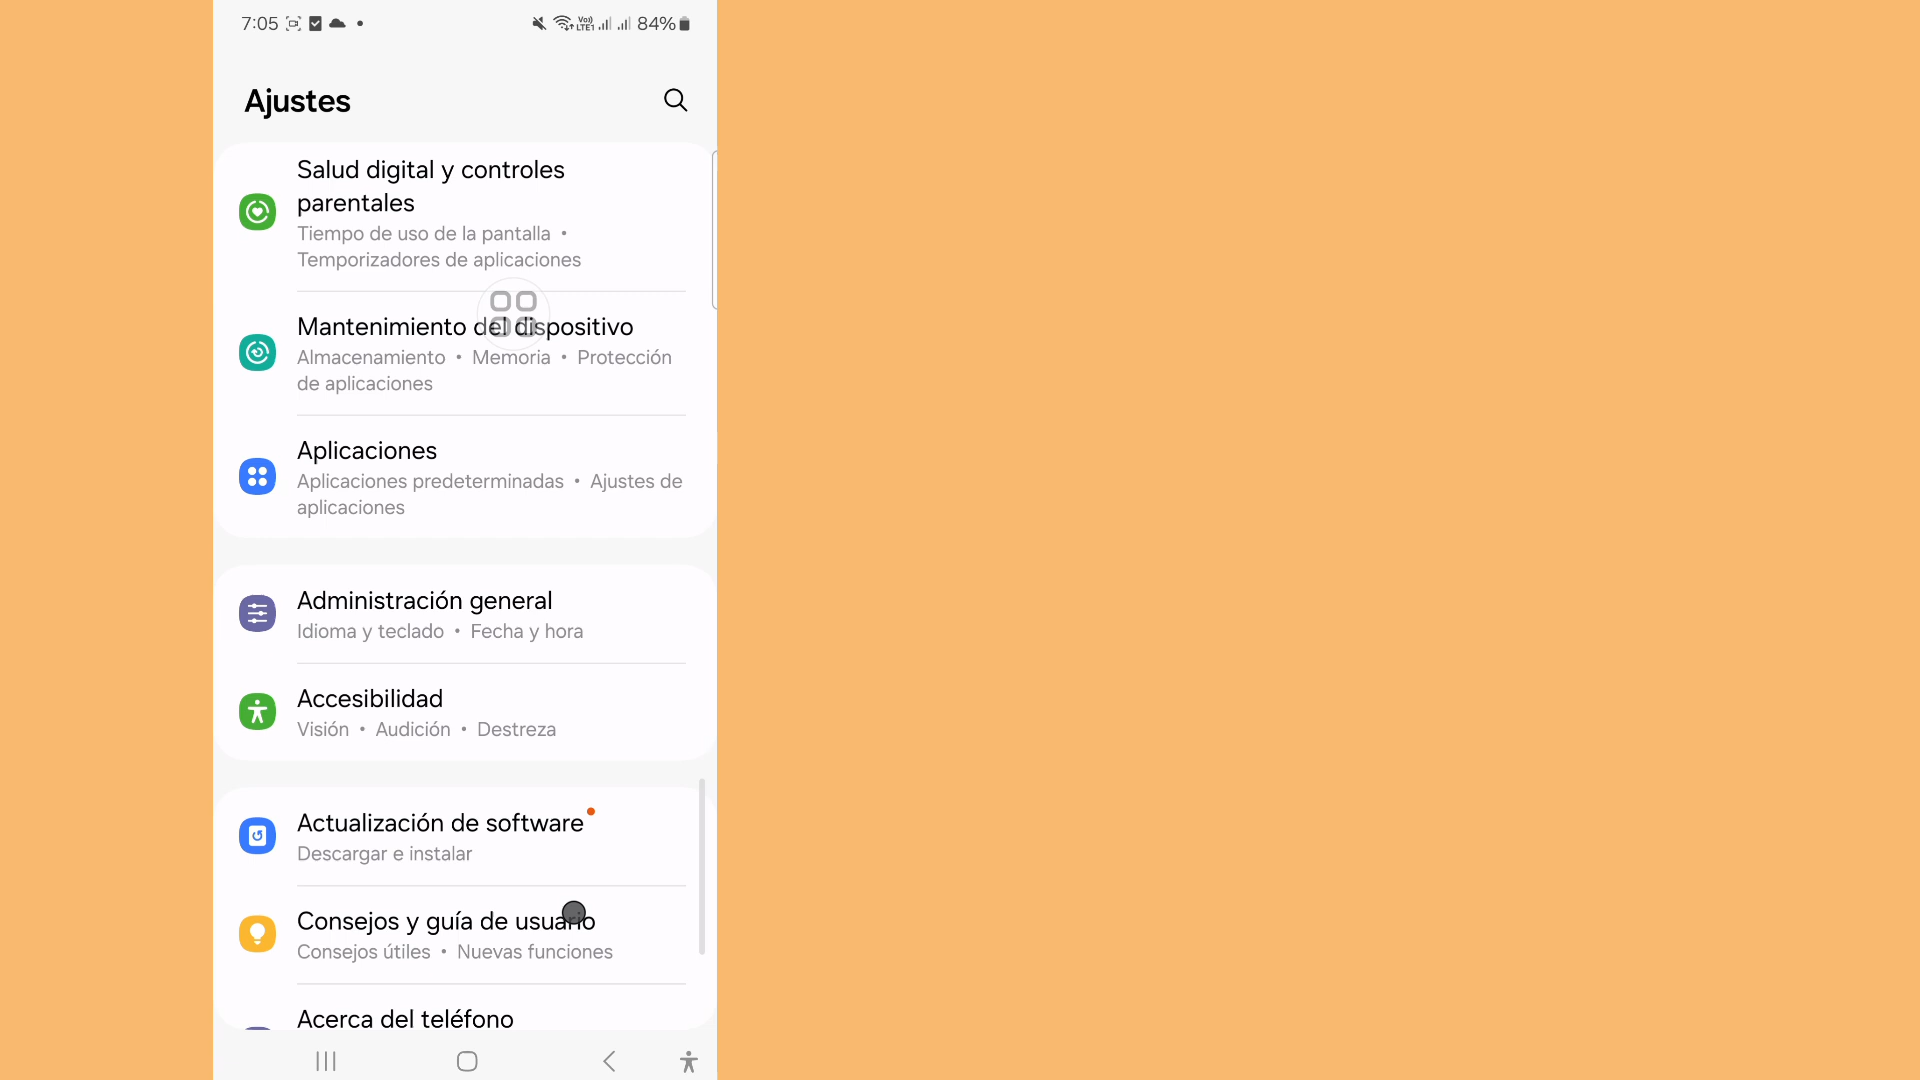 7:05
Vo))
LTE1
84%
Ajustes
Salud digital y controles
parentales
Tiempo de uso de la pantalla •
Temporizadores de aplicaciones
Mantenimiento del dispositivo
Almacenamiento • Memoria • Protección
de aplicaciones
Aplicaciones
Aplicaciones predeterminadas • Ajustes de
aplicaciones
Administración general
Idioma y teclado • Fecha y hora
Accesibilidad
Visión • Audición • Destreza
Actualización de software
Descargar e instalar
Consejos y guía de usuario
Consejos útiles • Nuevas funciones
Acerca del teléfono